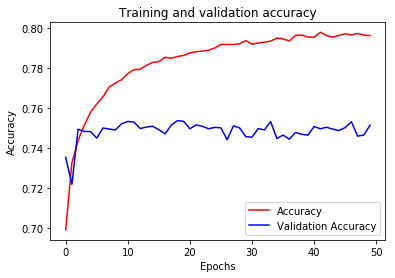 Training and validation accuracy
0.80
0.78
0.76
0.74
0.72
0.70
Accuracy
Accuracy
Validation Accuracy
0
10
20
30
40
50
Epochs